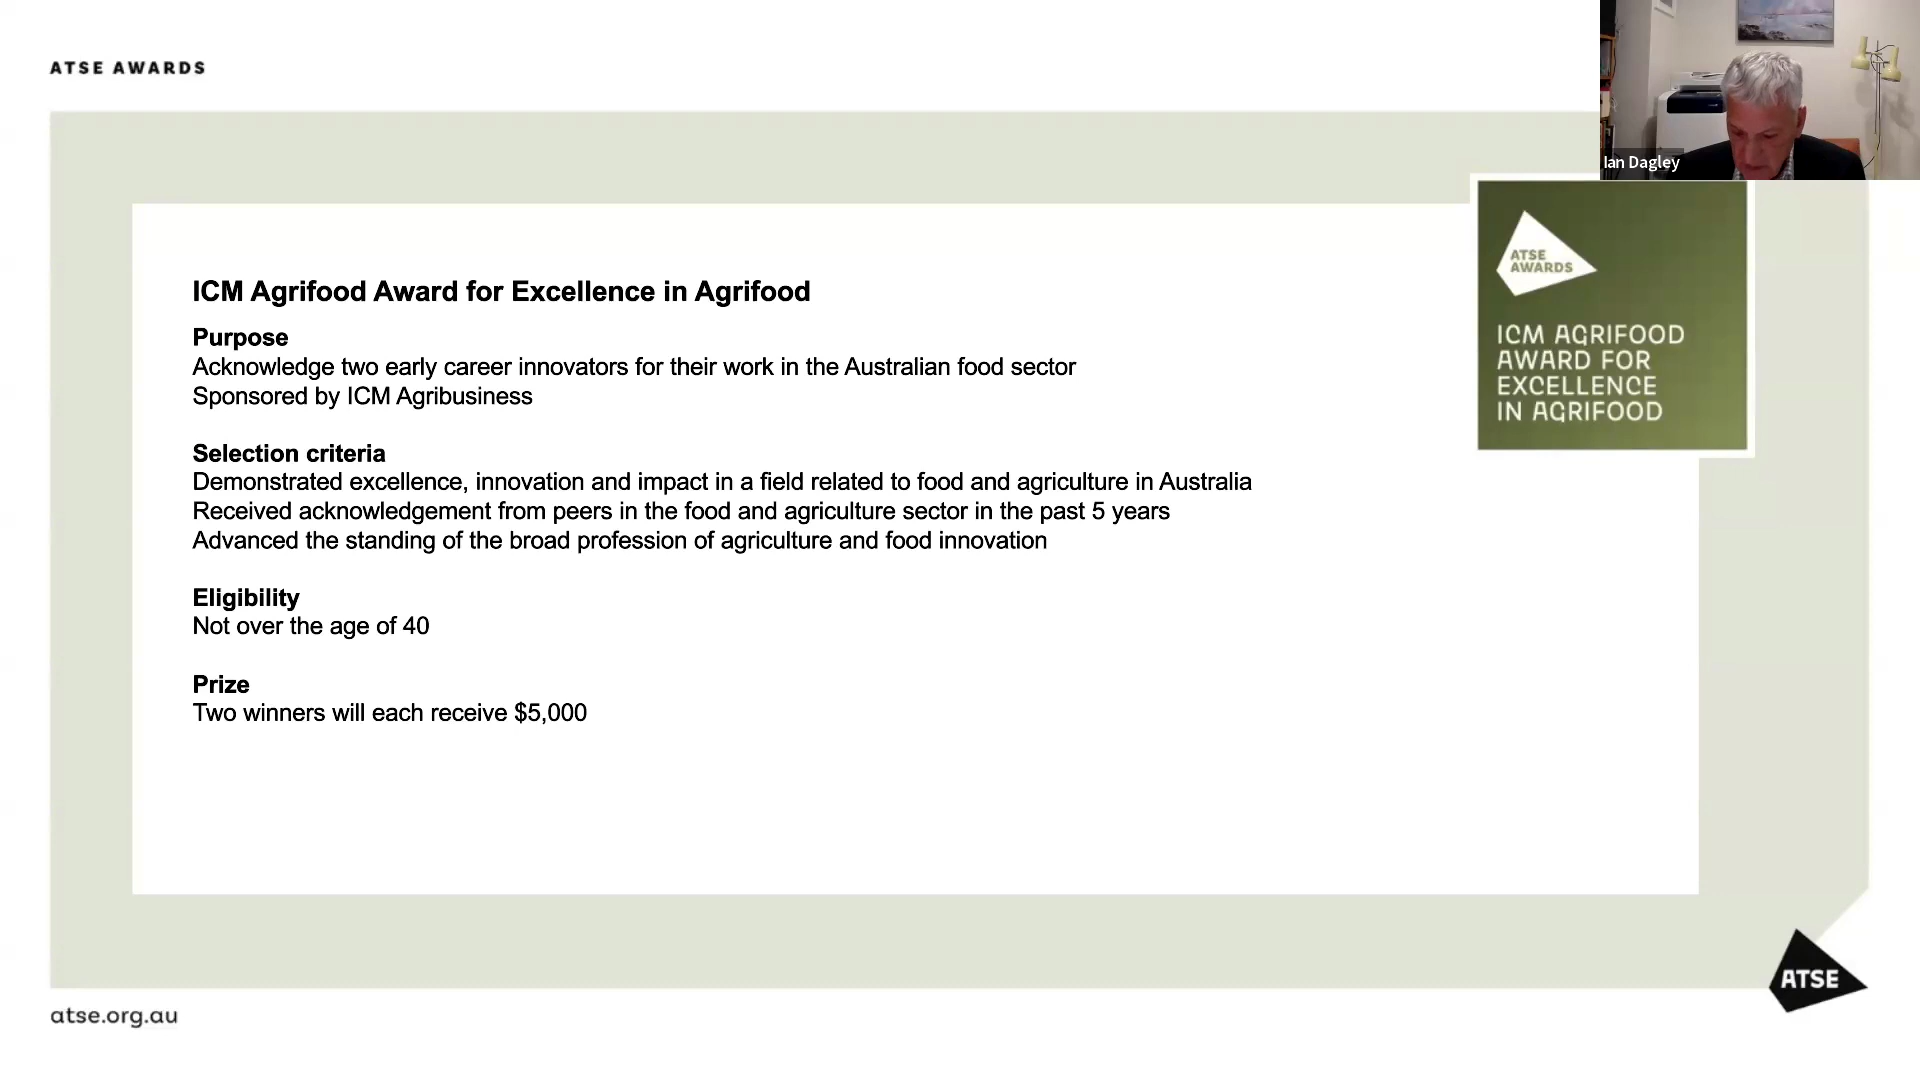 ATSE AWARDS
Ian Dagley
ATSE
AWARDS
ICM AGRIFOOD
AWARD FOR
EXCELLENCE
IN AGRIFOOD
ICM Agrifood Award for Excellence in Agrifood
Purpose
Acknowledge two early career innovators for their work in the Australian food sector
Sponsored by ICM Agribusiness
Selection criteria
Demonstrated excellence, innovation and impact in a field related to food and agriculture in Australia
Received acknowledgement from peers in the food and agriculture sector in the past 5 years
Advanced the standing of the broad profession of agriculture and food innovation
Eligibility
Not over the age of 40
Prize
Two winners will each receive $5,000
ATSE
atse.org.au